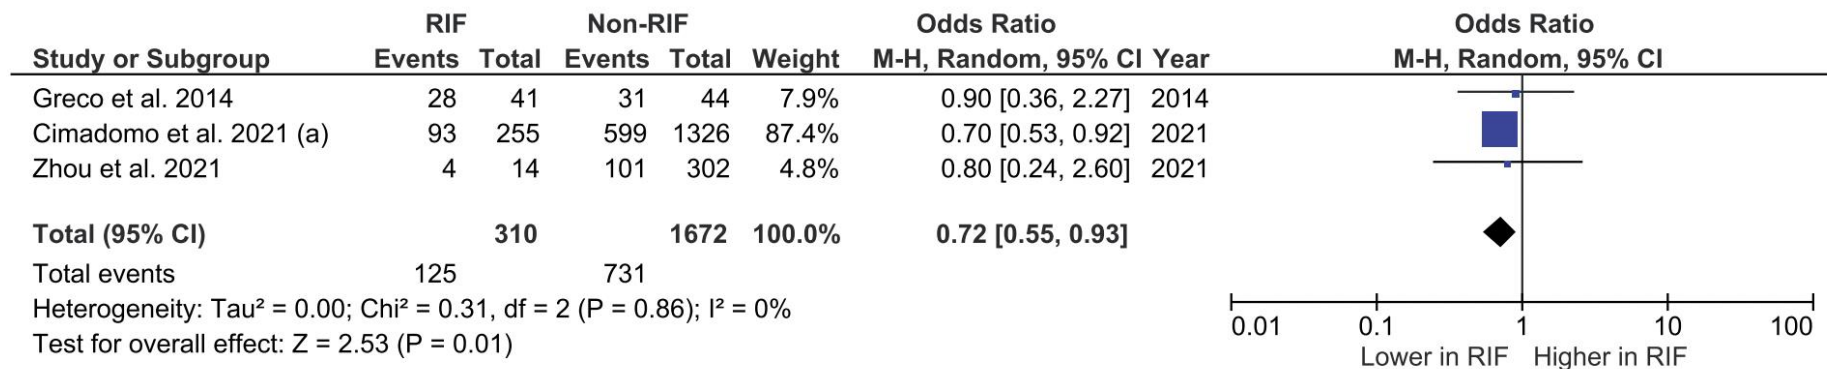 RIF Non-RIF Odds Ratio Odds Ratio
Study or Subgroup Events Total Events Total Weight M-H, Random, 95% CI Year M-H, Random, 95% CI
Greco et al. 2014 28 41 31 44 7.9% 0.90 [0.36, 2.27] 2014
Cimadomo et al. 2021 (a) 93 255 599 1326 87.4% 0.70 [0.53, 0.92] 2021
Zhou et al. 2021 4 14 101 302 4.8% 0.80 [0.24, 2.60] 2021
Total (95% CI) 310 1672 100.0% 0.72 [0.55, 0.93]
Total events 125 731
Heterogeneity: Tau² = 0.00; Chi² = 0.31, df = 2 (P = 0.86); I² = 0%
Test for overall effect: Z = 2.53 (P = 0.01)
0.01 0.1 1 10 100
Lower in RIF Higher in RIF